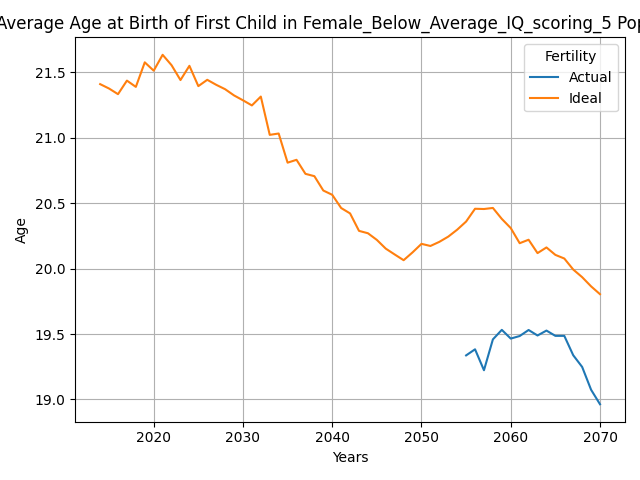 Average Age at Birth of First Child in Female_Below_Average_IQ_scoring_5
Fertility
Actual
Ideal
21.5
21.0
20.5
20.0
19.5
19.0
Age
2020 2030 2040 2050 2060 2070
Years